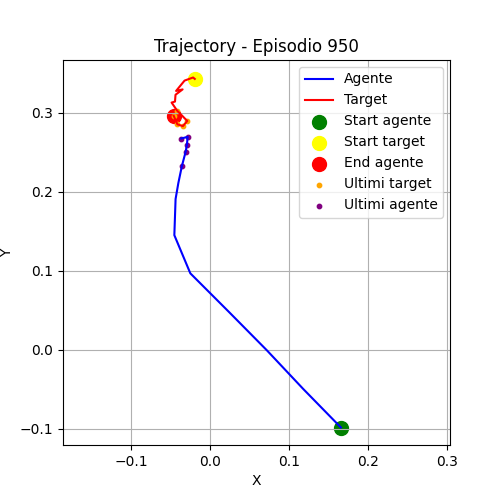 Trajectory - Episodio 950
Agente
Target
Start agente
Start target
End agente
Ultimi target
Ultimi agente
0.3
0.2
0.1
0.0
−0.1
Y
−0.1
0.0
0.1
0.2
0.3
X